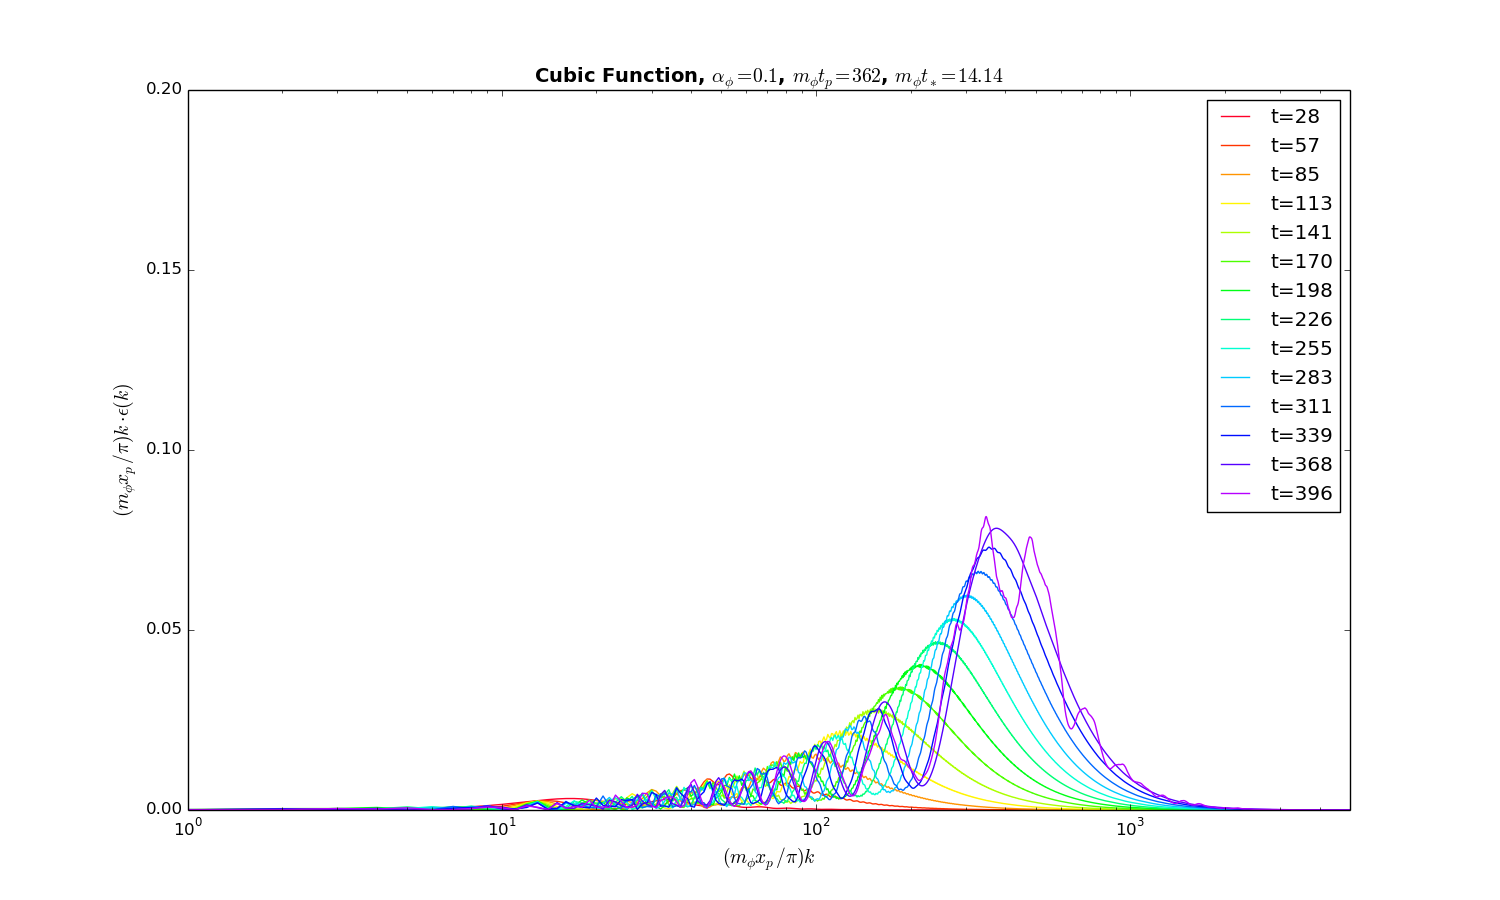 Cubic Function, α_ϕ=0.1, m_ϕt_p=362, m_ϕt_*=14.14
0.20
0.15
0.10
0.05
0.00
(m_ϕx_p/π)k·ϵ(k)
t=28
t=57
t=85
t=113
t=141
t=170
t=198
t=226
t=255
t=283
t=311
t=339
t=368
t=396
10^0
10^1
10^2
10^3
(m_ϕx_p/π)k